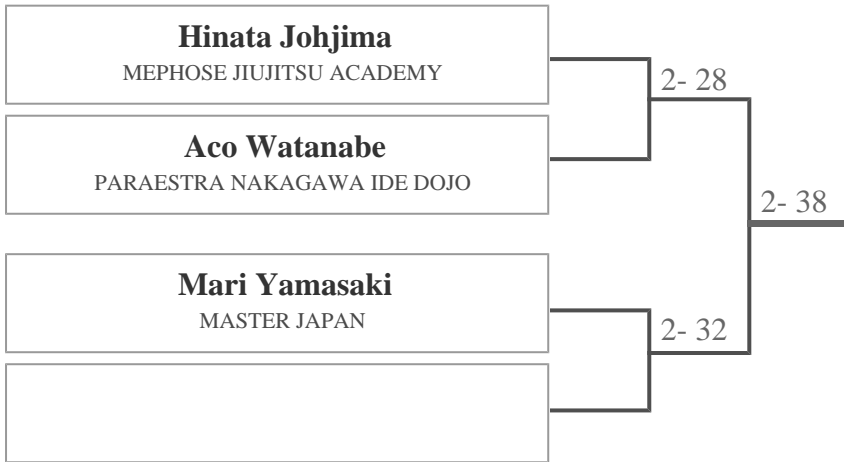 Hinata Johjima
MEPHOSE JIUJITSU ACADEMY
2- 28
Aco Watanabe
PARAESTRA NAKAGAWA IDE DOJO
2- 38
Mari Yamasaki
MASTER JAPAN
2- 32